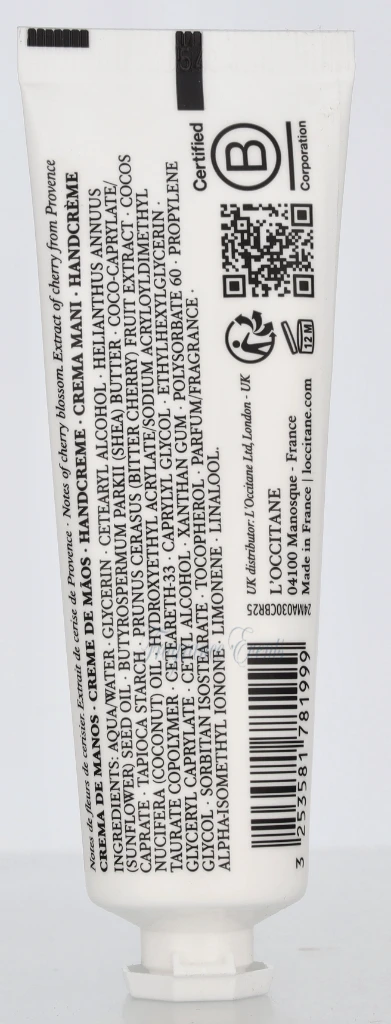 Notes de fleurs de cerisier. Extrait de cerise de Provence · Notes of cherry blossom. Extract of cherry from Provence
CREMA DE MANOS · CREME DE MÃOS · HANDCREME · CREMA MANI · HANDCRÈME
INGREDIENTS: AQUA/WATER · GLYCERIN · CETEARYL ALCOHOL · HELIANTHUS ANNUUS
(SUNFLOWER) SEED OIL · BUTYROSPERMUM PARKII (SHEA) BUTTER · COCO-CAPRYLATE/
CAPRATE · TAPIOCA STARCH · PRUNUS CERASUS (BITTER CHERRY) FRUIT EXTRACT · COCOS
NUCIFERA (COCONUT) OIL · HYDROXYETHYL ACRYLATE/SODIUM ACRYLOYLDIMETHYL
TAURATE COPOLYMER · CETEARETH-33 · CAPRYLYL GLYCOL · ETHYLHEXYLGLYCERIN ·
GLYCERYL CAPRYLATE · CETYL ALCOHOL · XANTHAN GUM · POLYSORBATE 60 · PROPYLENE
GLYCOL · SORBITAN ISOSTEARATE · TOCOPHEROL · PARFUM/FRAGRANCE ·
ALPHA-ISOMETHYL IONONE · LIMONENE · LINALOOL.
Certified
B
Corporation
12 M
UK distributor: L'Occitane Ltd, London - UK
L'OCCITANE
04100 Manosque - France
Made in France | loccitane.com
24MA030CBR25
3 253581 781999